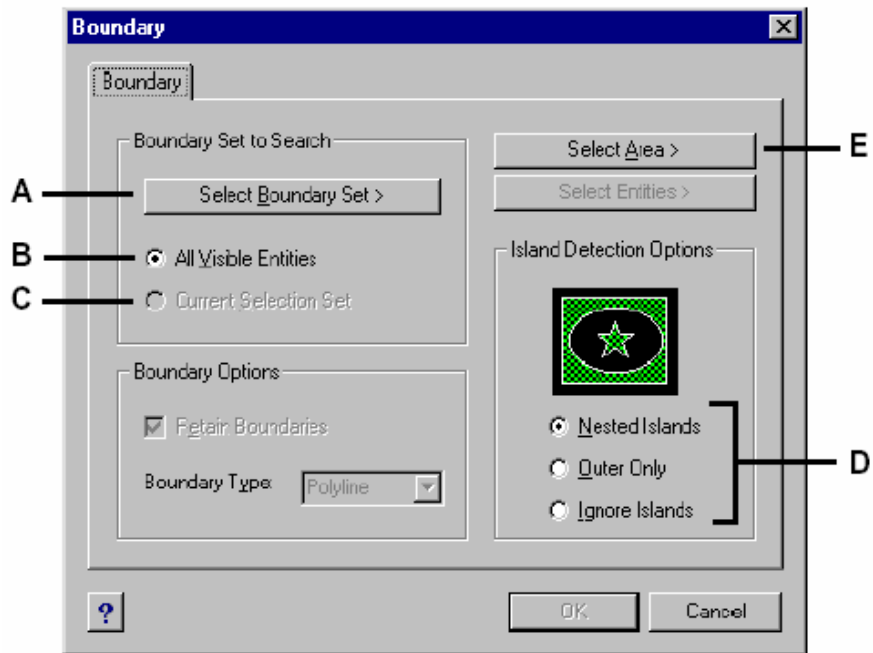 Boundary
Boundary
Boundary Set to Search
A
Select Boundary Set >
B
All Visible Entities
C
Current Selection Set
Boundary Options
Retain Boundaries
Boundary Type:
Polyline
Select Area >
E
Select Entities >
Island Detection Options
Nested Islands
Outer Only
Ignore Islands
D
?
OK
Cancel